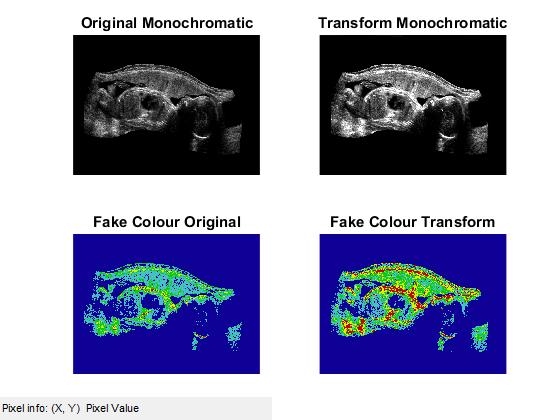 Original Monochromatic
Transform Monochromatic
Fake Colour Original
Fake Colour Transform
Pixel info: (X, Y)  Pixel Value